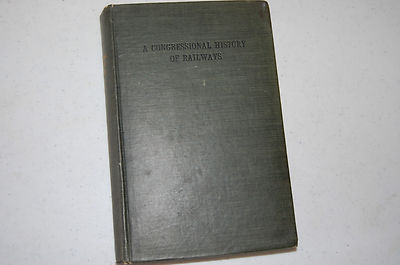 A CONGRESSIONAL HISTORY
OF RAILWAYS